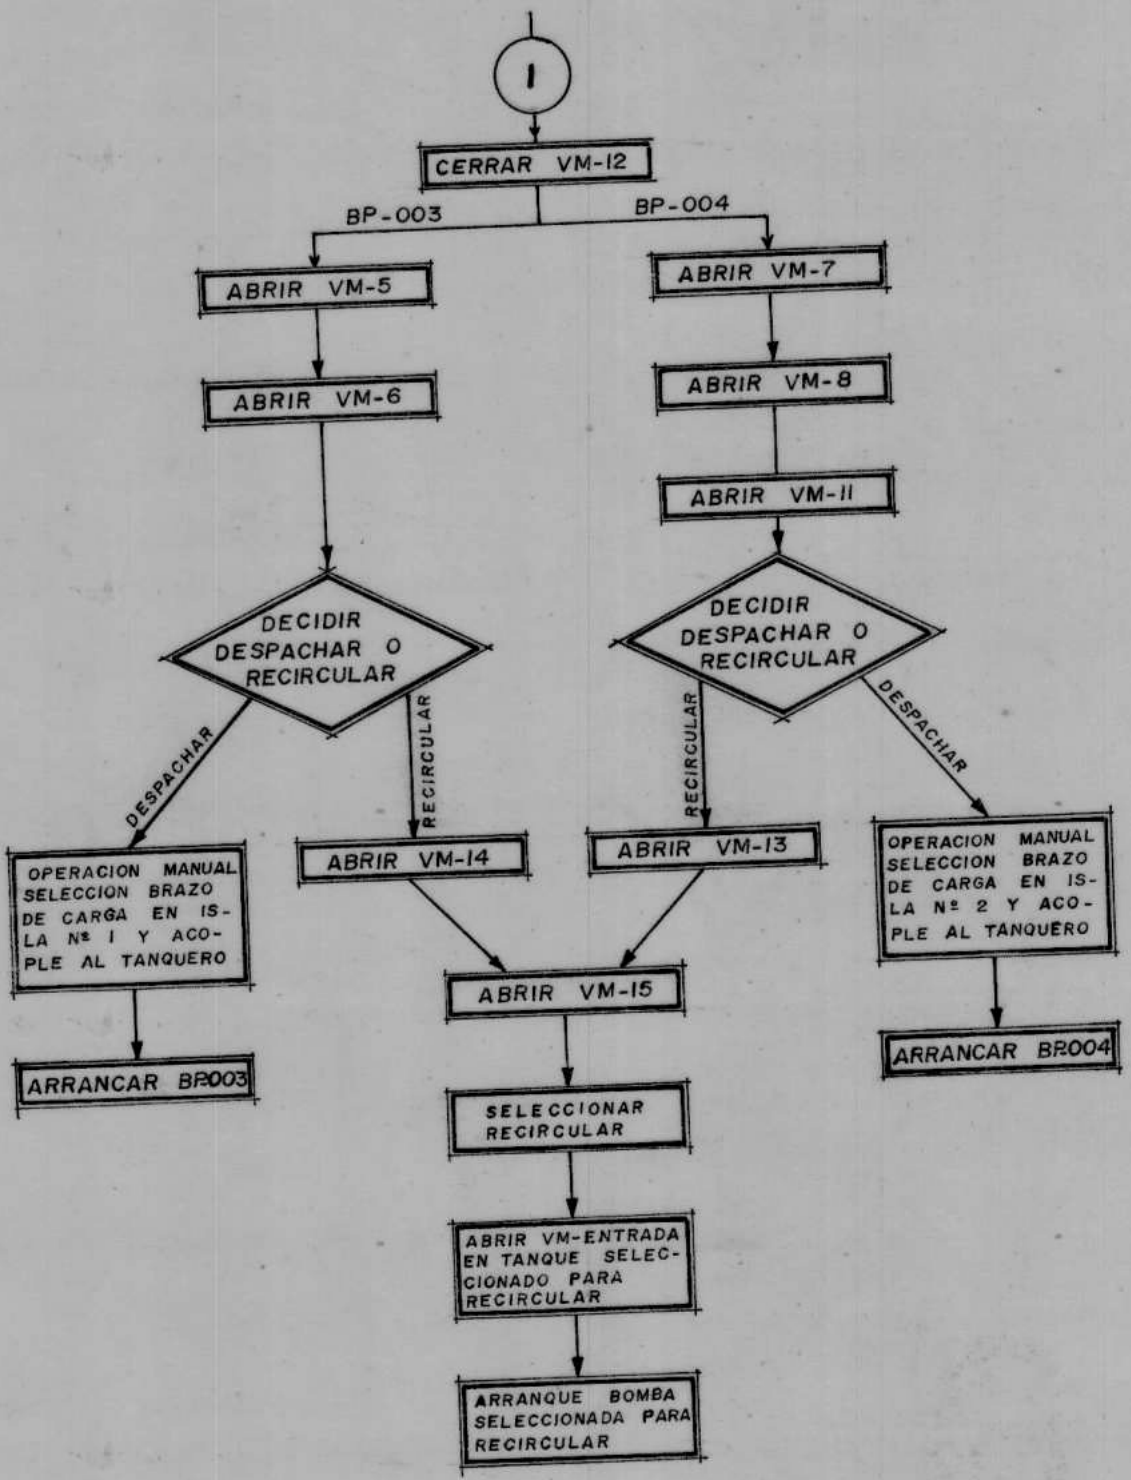 1
CERRAR VM-12
BP-003
BP-004
ABRIR VM-5
ABRIR VM-7
ABRIR VM-6
ABRIR VM-8
ABRIR VM-11
DECIDIR
DESPACHAR O
RECIRCULAR
DECIDIR
DESPACHAR O
RECIRCULAR
DESPACHAR
RECIRCULAR
RECIRCULAR
DESPACHAR
OPERACION MANUAL
SELECCION BRAZO
DE CARGA EN IS-
LA Nº 1 Y ACO-
PLE AL TANQUERO
ABRIR VM-14
ABRIR VM-13
OPERACION MANUAL
SELECCION BRAZO
DE CARGA EN IS-
LA Nº 2 Y ACO-
PLE AL TANQUERO
ABRIR VM-15
ARRANCAR BP.003
ARRANCAR BP.004
SELECCIONAR
RECIRCULAR
ABRIR VM-ENTRADA
EN TANQUE SELEC-
CIONADO PARA
RECIRCULAR
ARRANQUE BOMBA
SELECCIONADA PARA
RECIRCULAR